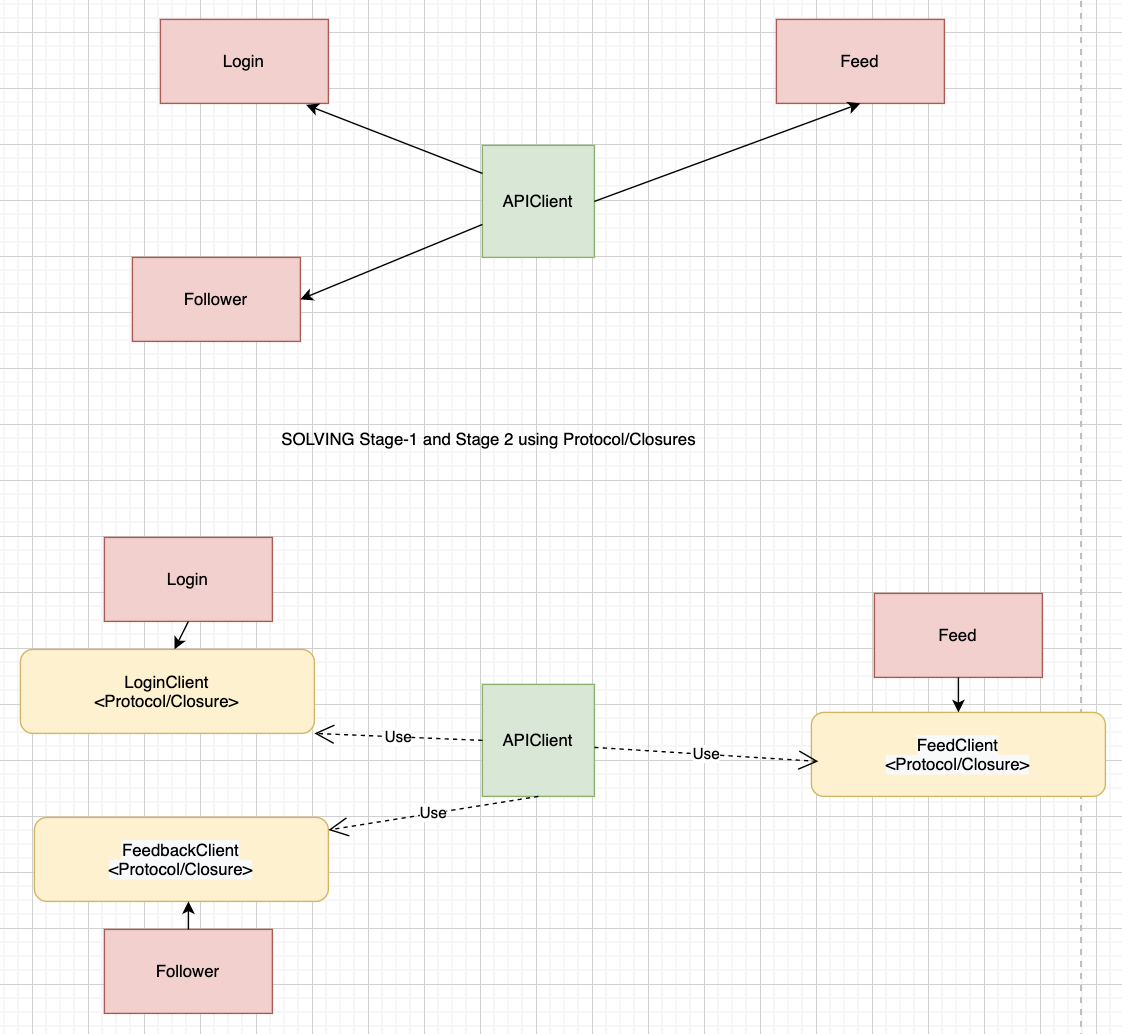 Login
Feed
APIClient
Follower
SOLVING Stage-1 and Stage 2 using Protocol/Closures
Login
Feed
LoginClient
<Protocol/Closure>
APIClient
Use
Use
FeedClient
<Protocol/Closure>
Use
FeedbackClient
<Protocol/Closure>
Follower